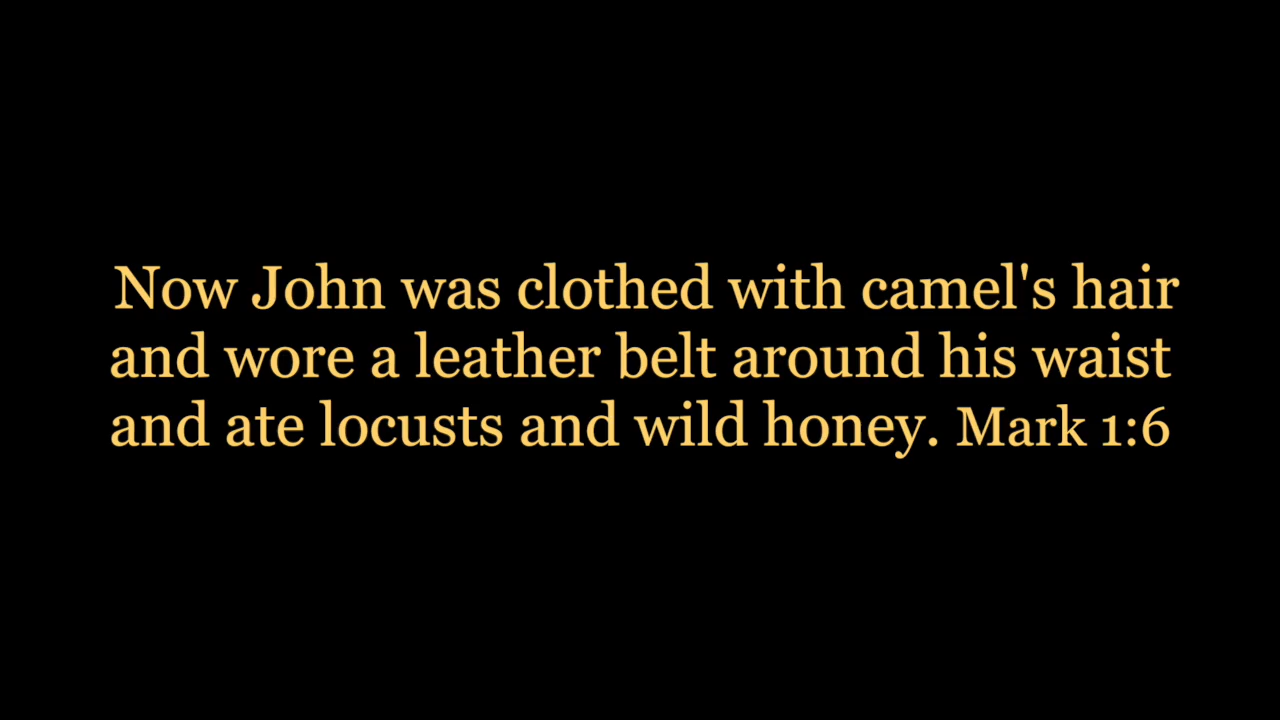 Now John was clothed with camel's hair
and wore a leather belt around his waist
and ate locusts and wild honey. Mark 1:6